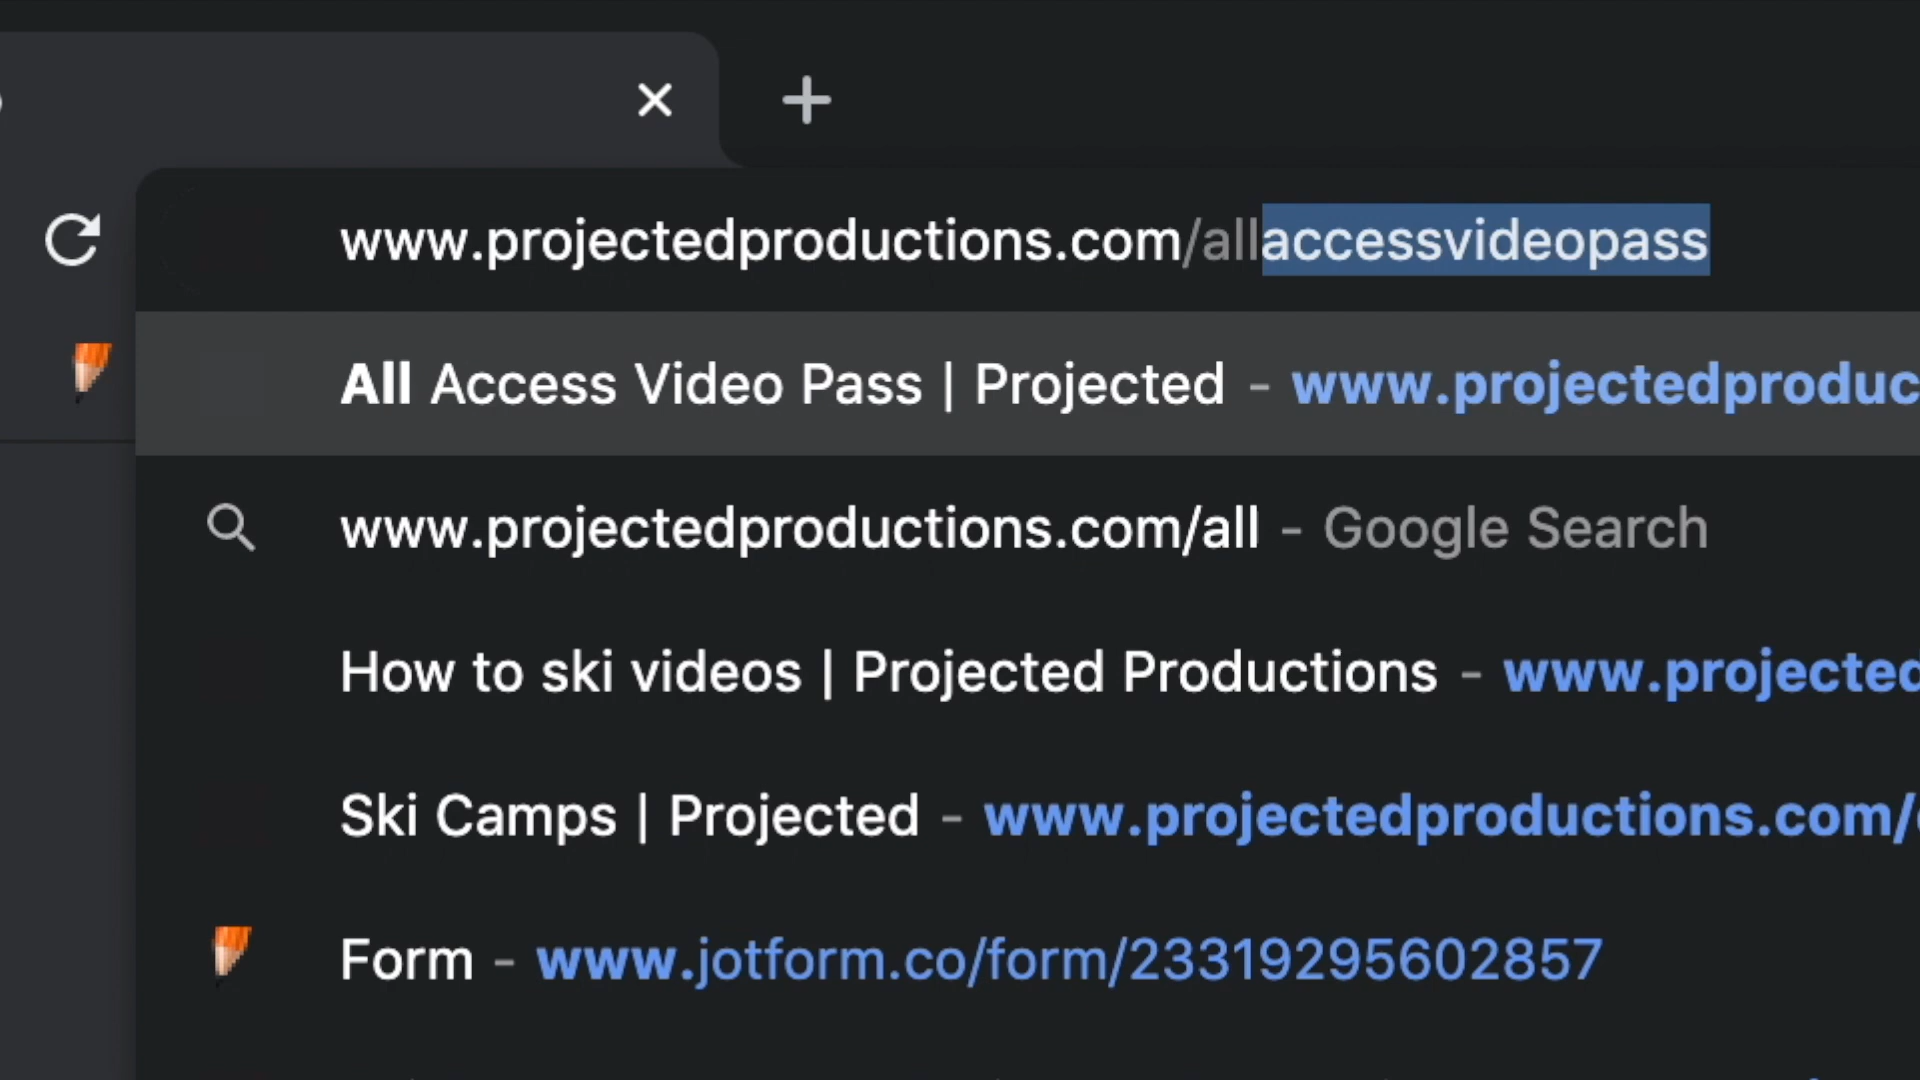 www.projectedproductions.com/allaccessvideopass
All Access Video Pass | Projected - www.projectedproduc
www.projectedproductions.com/all - Google Search
How to ski videos | Projected Productions - www.projected
Ski Camps | Projected - www.projectedproductions.com/
Form - www.jotform.co/form/23319295602857